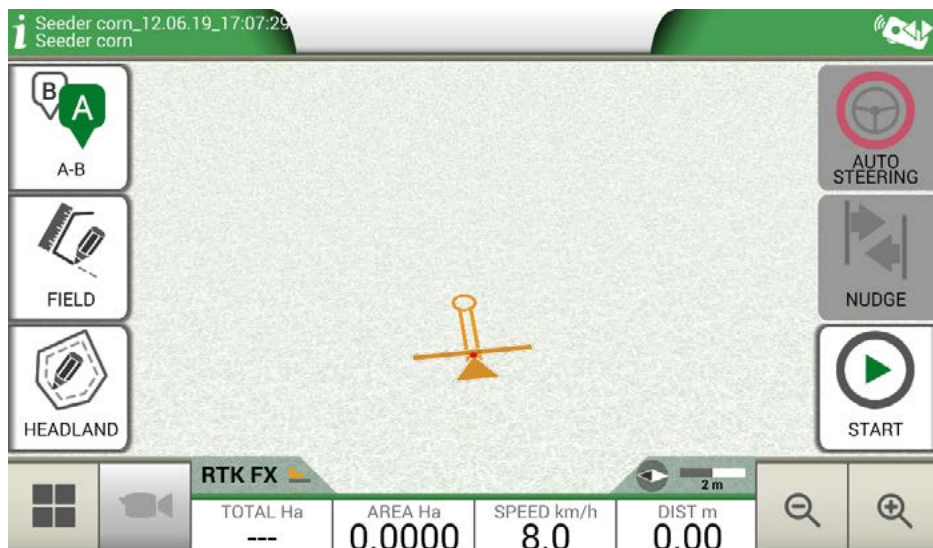 Seeder corn_12.06.19_17:07:29
Seeder corn
B
A
A-B
FIELD
HEADLAND
AUTO
STEERING
NUDGE
START
RTK FX
2 m
TOTAL Ha
---
AREA Ha
0.0000
SPEED km/h
8.0
DIST m
0.00